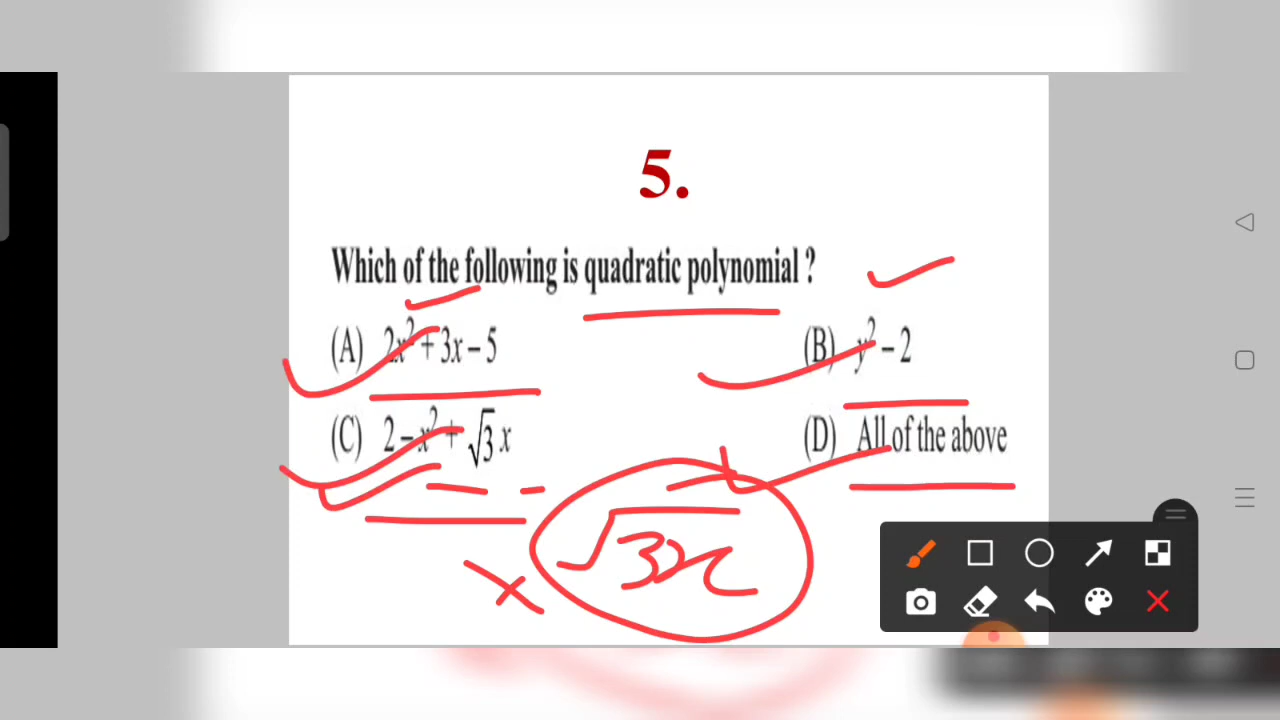 5.
Which of the following is quadratic polynomial ?
(A) 2x² + 3x – 5
(B) y² – 2
(C) 2 – x² + √3 x
(D) All of the above
√3x